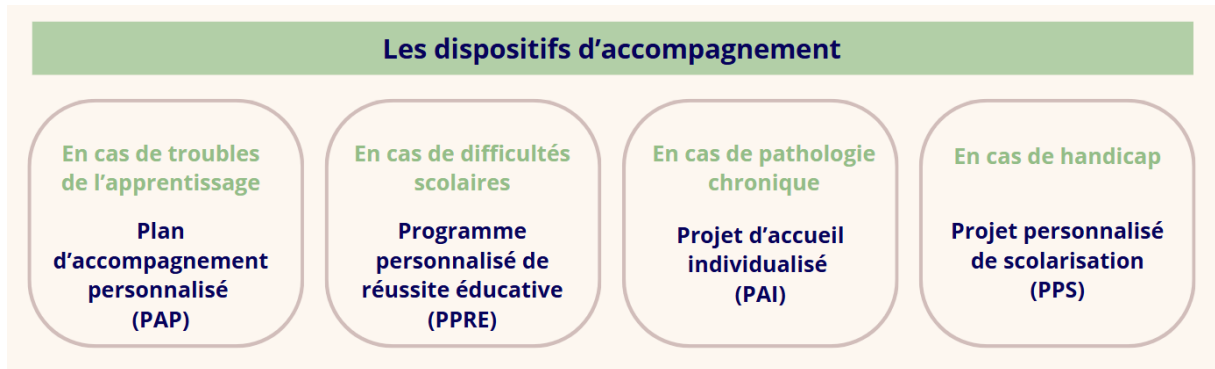 Les dispositifs d’accompagnement
En cas de troubles
de l’apprentissage
Plan
d’accompagnement
personnalisé
(PAP)
En cas de difficultés
scolaires
Programme
personnalisé de
réussite éducative
(PPRE)
En cas de pathologie
chronique
Projet d’accueil
individualisé
(PAI)
En cas de handicap
Projet personnalisé
de scolarisation
(PPS)